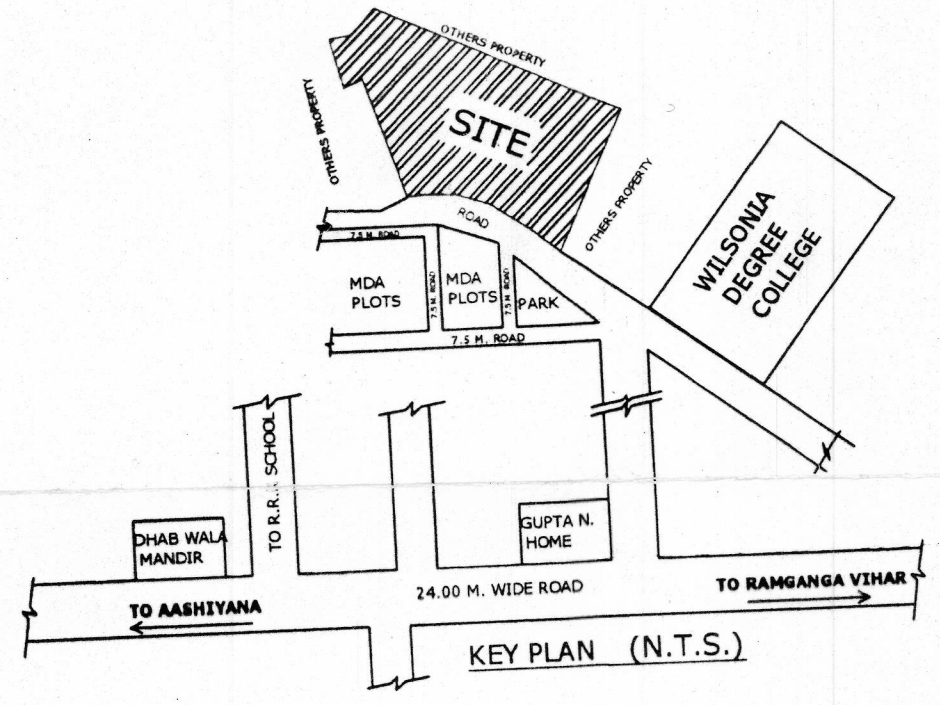 OTHERS PROPERTY
SITE
OTHERS PROPERTY
OTHERS PROPERTY
ROAD
WILSONIA
DEGREE
COLLEGE
7.5 M. ROAD
MDA
PLOTS
7.5 M. ROAD
MDA
PLOTS
7.5 M. ROAD
PARK
7.5 M. ROAD
TO R.R. SCHOOL
DHAB WALA
MANDIR
GUPTA N.
HOME
TO AASHIYANA
24.00 M. WIDE ROAD
TO RAMGANGA VIHAR
KEY PLAN (N.T.S.)